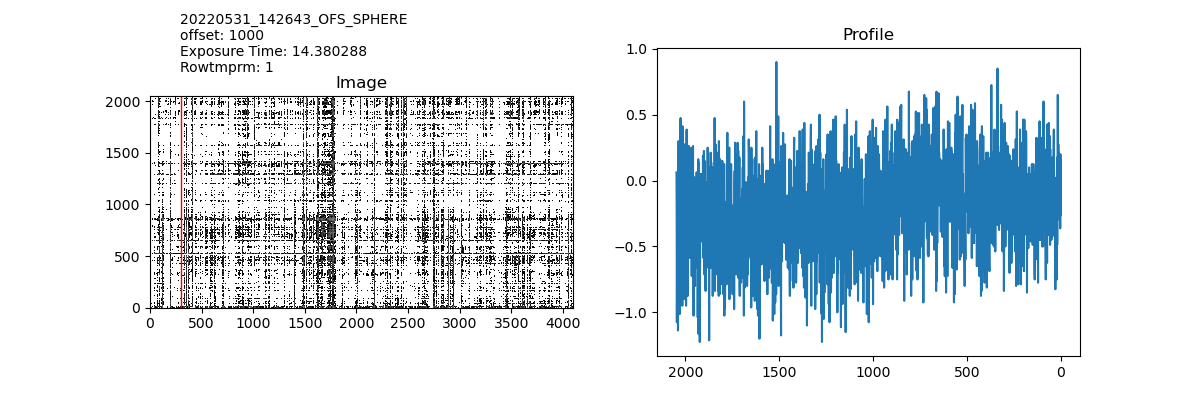 20220531_142643_OFS_SPHERE
offset: 1000
Exposure Time: 14.380288
Rowtmprm: 1
Image
2000
1500
1000
500
0
0 500 1000 1500 2000 2500 3000 3500 4000
Profile
1.0
0.5
0.0
−0.5
−1.0
2000 1500 1000 500 0